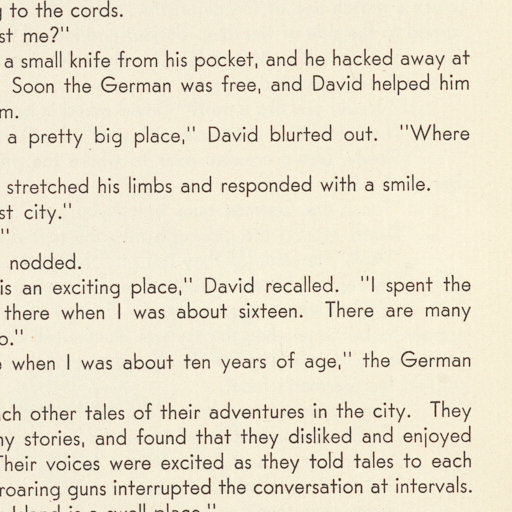 to the cords.
st me?"
a small knife from his pocket, and he hacked away at
Soon the German was free, and David helped him
m.
a pretty big place," David blurted out. "Where
stretched his limbs and responded with a smile.
st city."
"
nodded.
is an exciting place," David recalled. "I spent the
there when I was about sixteen. There are many
o."
when I was about ten years of age," the German
ch other tales of their adventures in the city. They
ny stories, and found that they disliked and enjoyed
Their voices were excited as they told tales to each
roaring guns interrupted the conversation at intervals.
is a swell place."